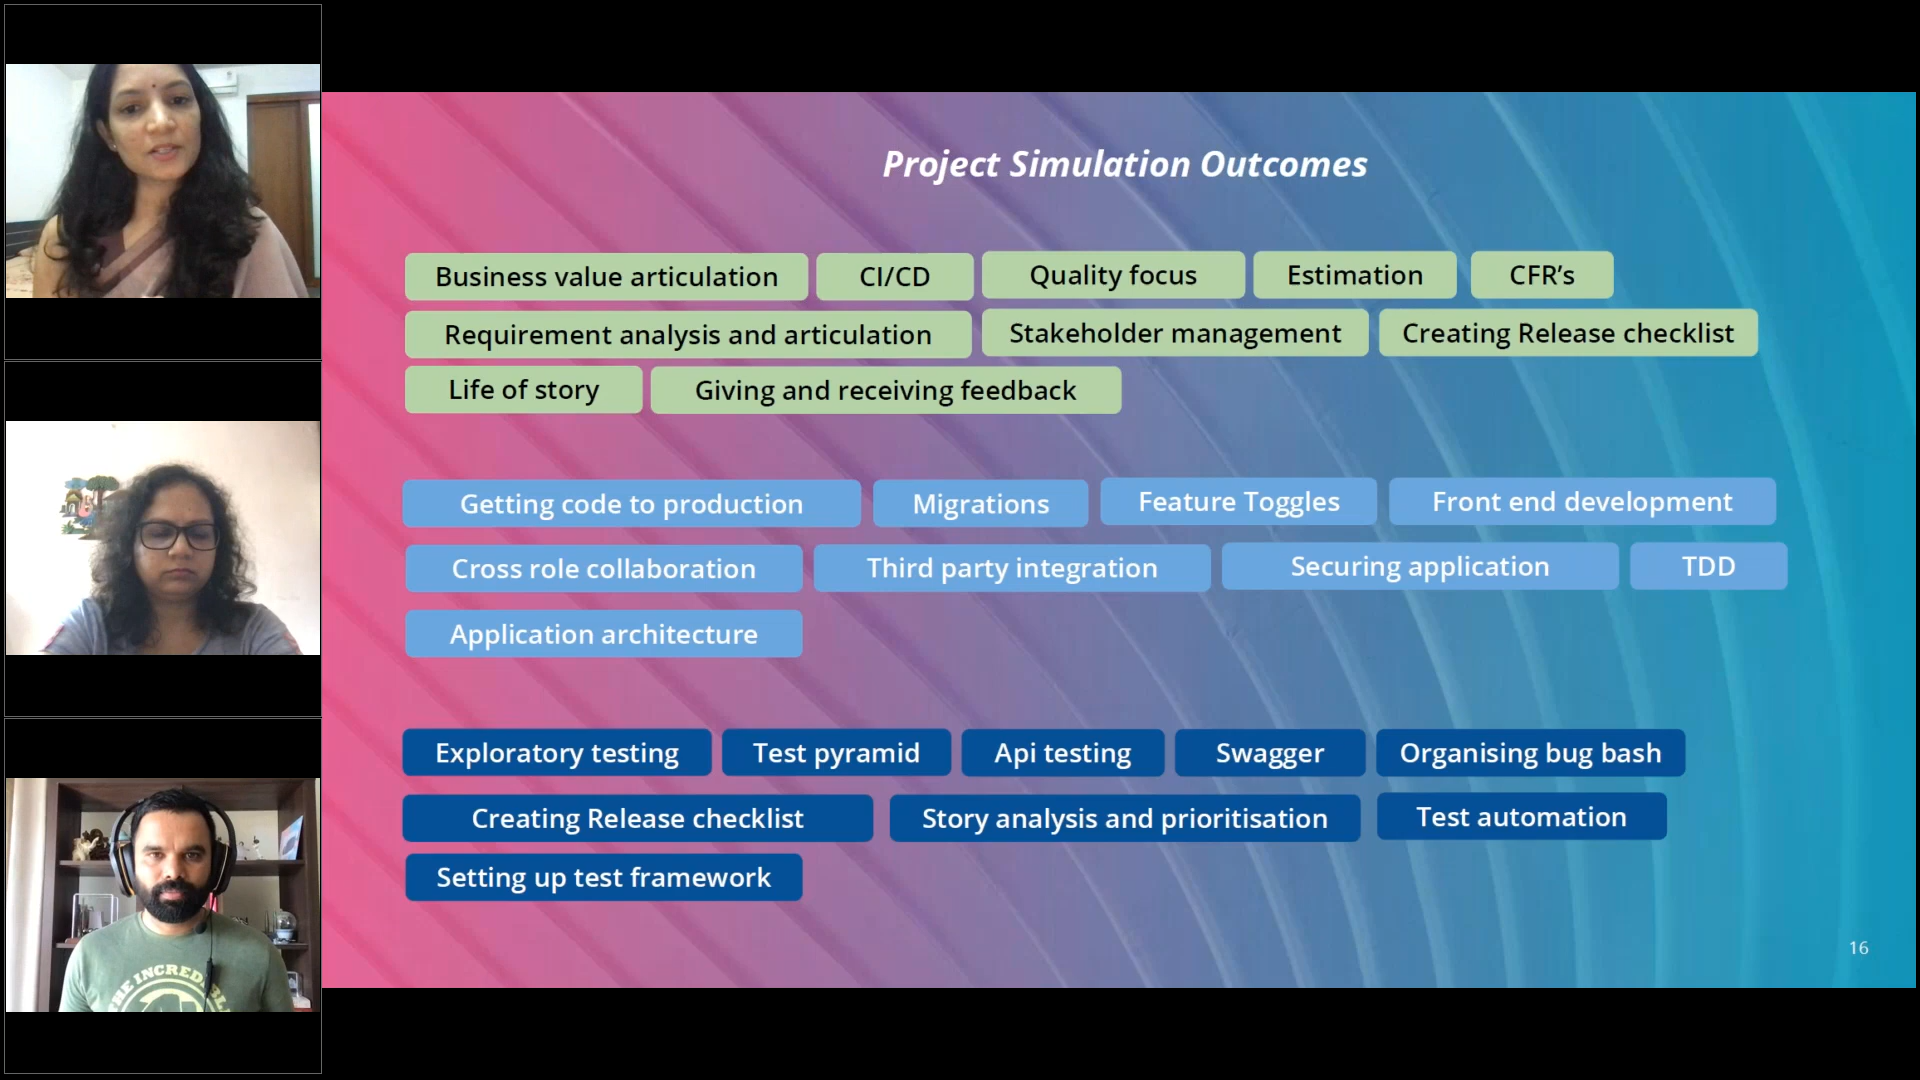 Project Simulation Outcomes
Business value articulation CI/CD Quality focus Estimation CFR’s
Requirement analysis and articulation Stakeholder management Creating Release checklist
Life of story Giving and receiving feedback
Getting code to production Migrations Feature Toggles Front end development
Cross role collaboration Third party integration Securing application TDD
Application architecture
Exploratory testing Test pyramid Api testing Swagger Organising bug bash
Creating Release checklist Story analysis and prioritisation Test automation
Setting up test framework
16
THE INCREDIBLE